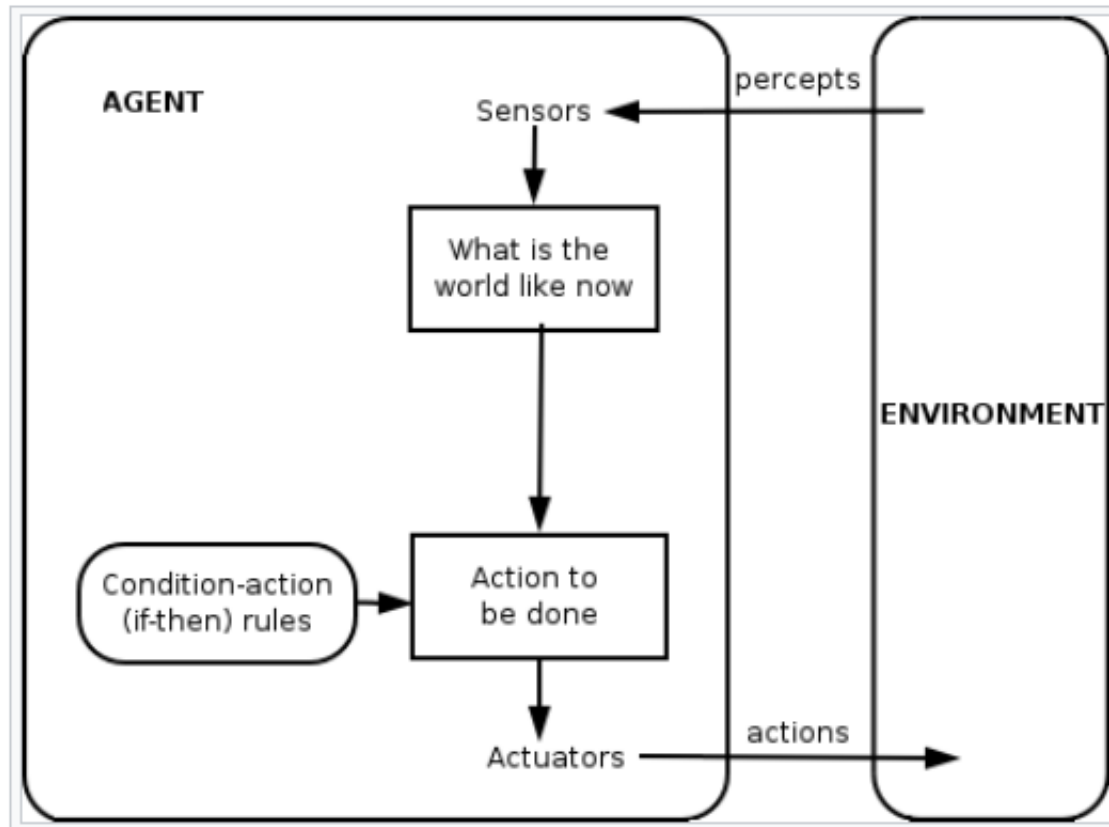 AGENT
percepts
Sensors
What is the
world like now
ENVIRONMENT
Condition-action
(if-then) rules
Action to
be done
actions
Actuators